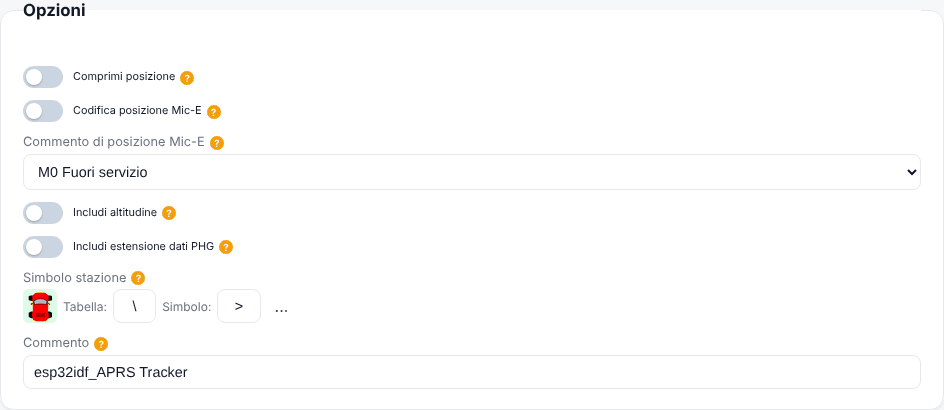 Opzioni
Comprimi posizione ?
Codifica posizione Mic-E ?
Commento di posizione Mic-E ?
M0 Fuori servizio
Includi altitudine ?
Includi estensione dati PHG ?
Simbolo stazione ?
Tabella: \ Simbolo: > ...
Commento ?
esp32idf_APRS Tracker